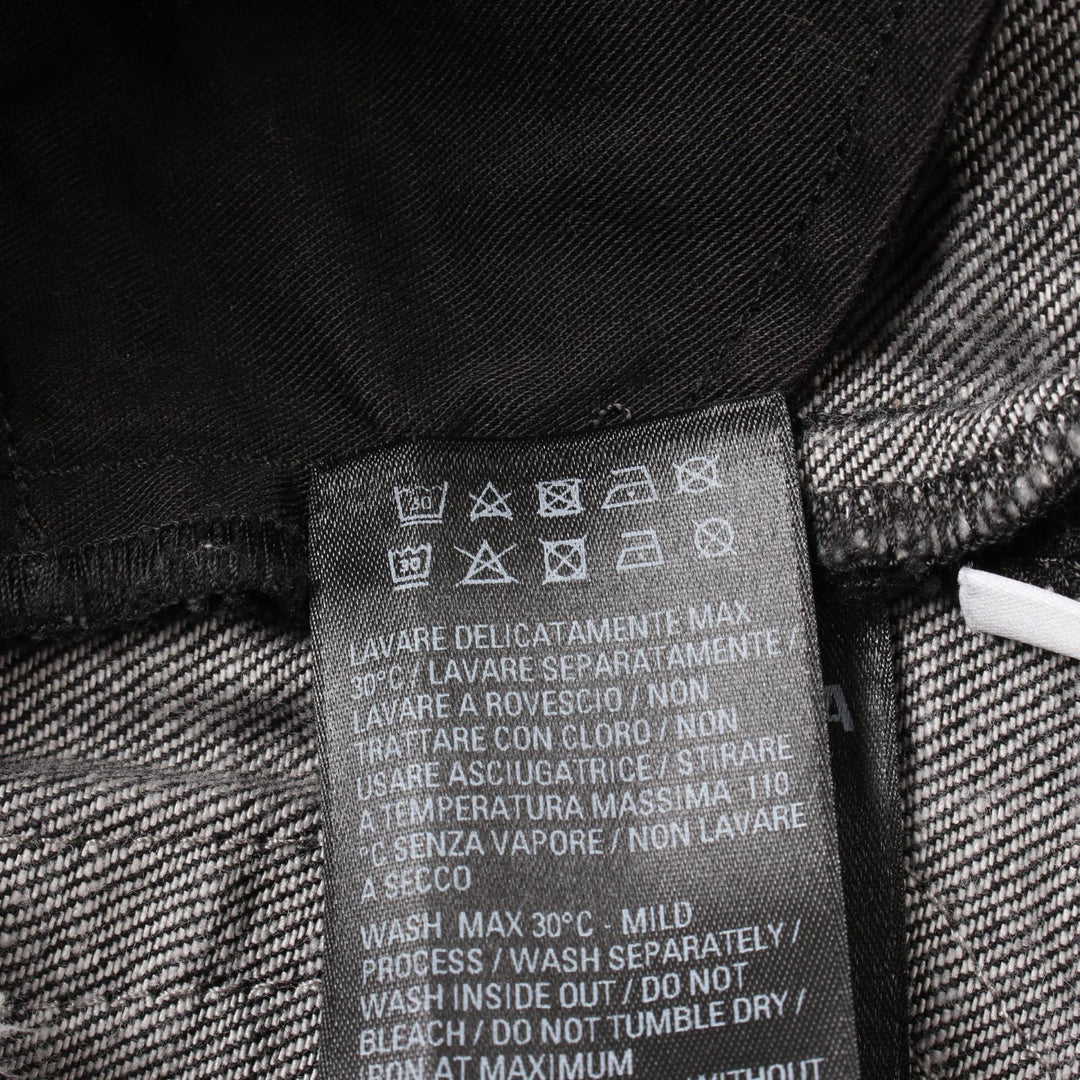 30
LAVARE DELICATAMENTE MAX
30°C / LAVARE SEPARATAMENTE /
LAVARE A ROVESCIO / NON
TRATTARE CON CLORO / NON
USARE ASCIUGATRICE / STIRARE
A TEMPERATURA MASSIMA 110
°C SENZA VAPORE / NON LAVARE
A SECCO
WASH MAX 30°C - MILD
PROCESS / WASH SEPARATELY /
WASH INSIDE OUT / DO NOT
BLEACH / DO NOT TUMBLE DRY /
IRON AT MAXIMUM
WITHOUT
A